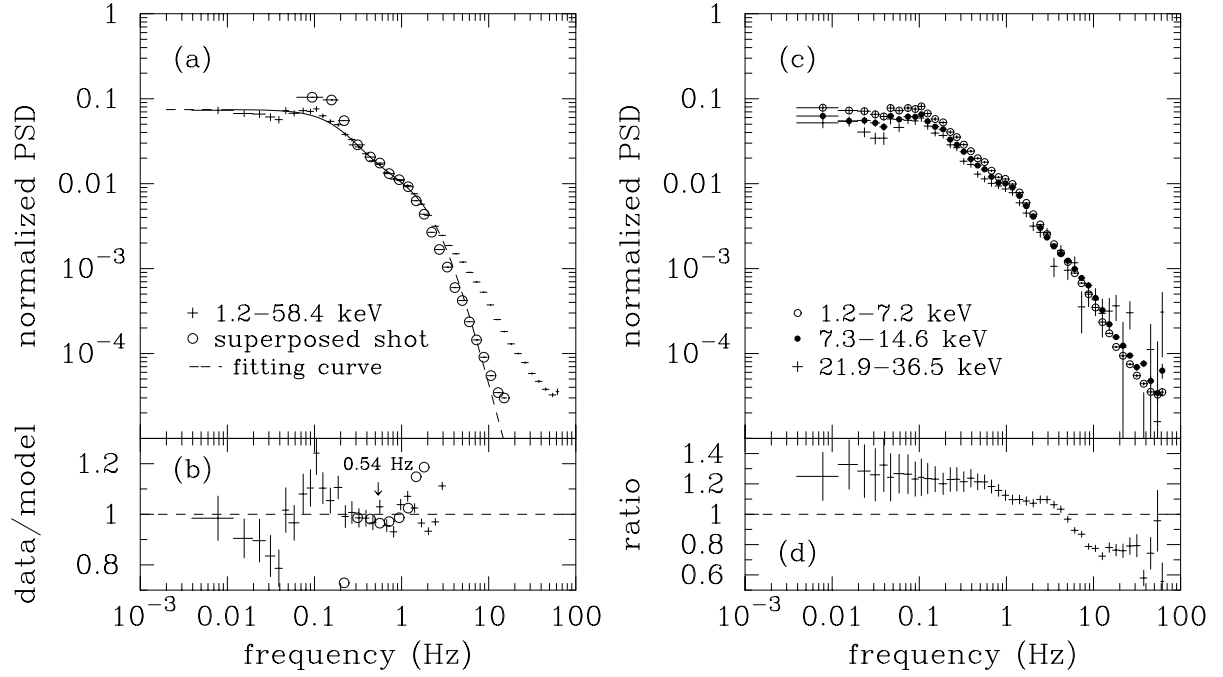 1
0.1
0.01
10−3
10−4
normalized PSD
(a)
+ 1.2−58.4 keV
○ superposed shot
−− fitting curve
1.2
1
0.8
data/model
(b)
0.54 Hz
10−3 0.01 0.1 1 10 100
frequency (Hz)
1
0.1
0.01
10−3
10−4
normalized PSD
(c)
○ 1.2−7.2 keV
● 7.3−14.6 keV
+ 21.9−36.5 keV
1.4
1.2
1
0.8
0.6
ratio
(d)
10−3 0.01 0.1 1 10 100
frequency (Hz)